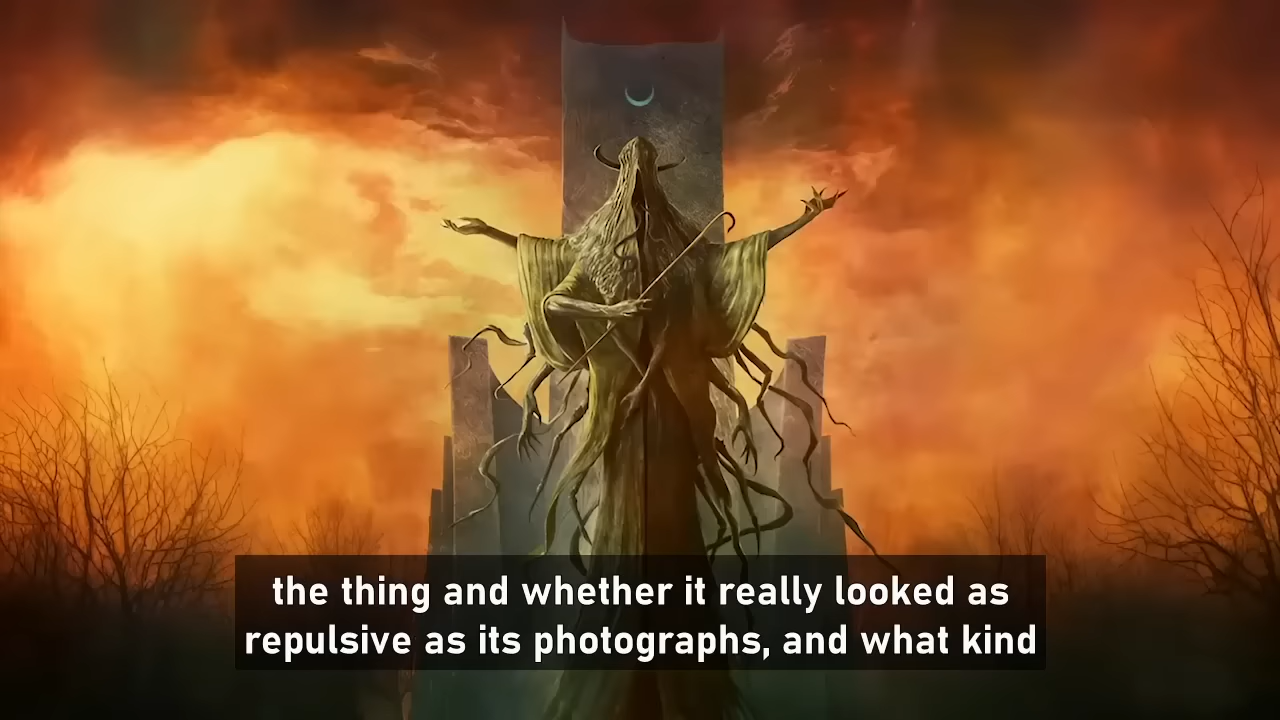 the thing and whether it really looked as
repulsive as its photographs, and what kind